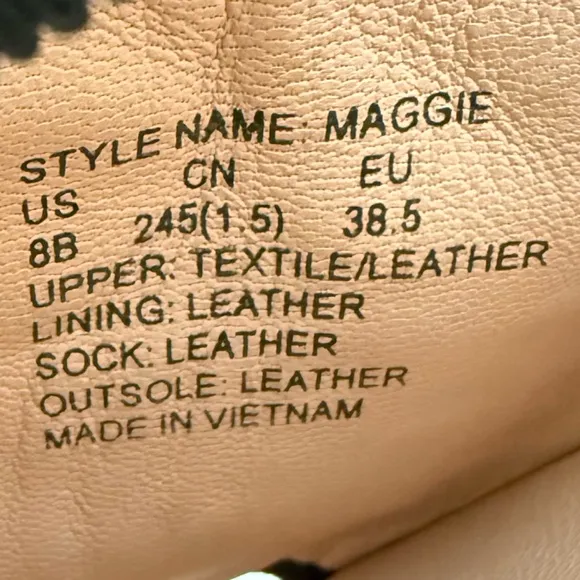 STYLE NAME: MAGGIE
US CN EU
8B 245(1.5) 38.5
UPPER: TEXTILE/LEATHER
LINING: LEATHER
SOCK: LEATHER
OUTSOLE: LEATHER
MADE IN VIETNAM